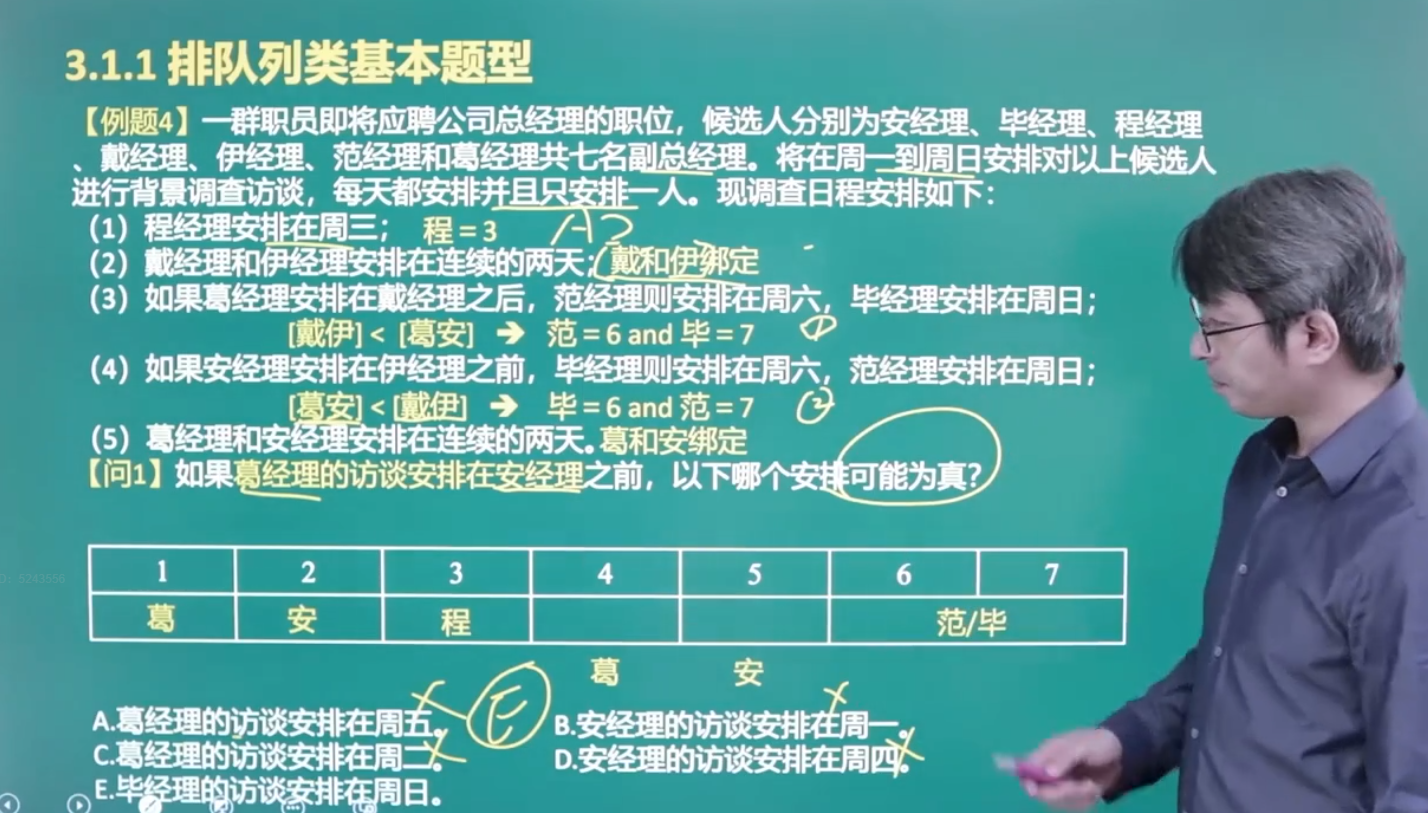 3.1.1 排队列类基本题型
【例题4】一群职员即将应聘公司总经理的职位，候选人分别为安经理、毕经理、程经理
、戴经理、伊经理、范经理和葛经理共七名副总经理。将在周一到周日安排对以上候选人
进行背景调查访谈，每天都安排并且只安排一人。现调查日程安排如下：
（1）程经理安排在周三； 程 = 3
（2）戴经理和伊经理安排在连续的两天；戴和伊绑定
（3）如果葛经理安排在戴经理之后，范经理则安排在周六，毕经理安排在周日；
[戴伊] < [葛安] ➔ 范 = 6 and 毕 = 7 ①
（4）如果安经理安排在伊经理之前，毕经理则安排在周六，范经理安排在周日；
[葛安] < [戴伊] ➔ 毕 = 6 and 范 = 7 ②
（5）葛经理和安经理安排在连续的两天。葛和安绑定
【问1】如果葛经理的访谈安排在安经理之前，以下哪个安排可能为真？
1 2 3 4 5 6 7
葛 安 程 范/毕
葛 安
E
A.葛经理的访谈安排在周五。 B.安经理的访谈安排在周一。
C.葛经理的访谈安排在周二。 D.安经理的访谈安排在周四。
E.毕经理的访谈安排在周日。